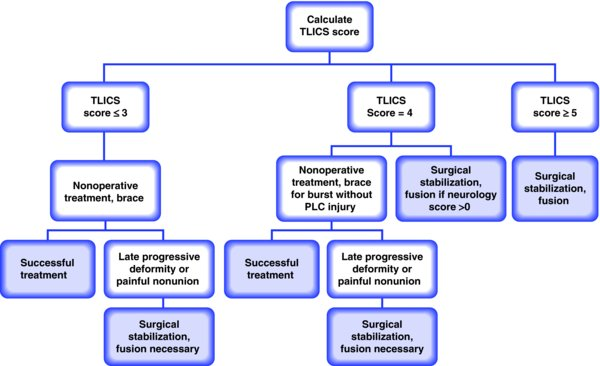 Calculate
TLICS score
TLICS
score ≤ 3
TLICS
Score = 4
TLICS
score ≥ 5
Nonoperative
treatment, brace
Nonoperative
treatment, brace
for burst without
PLC injury
Surgical
stabilization,
fusion if neurology
score >0
Surgical
stabilization,
fusion
Successful
treatment
Late progressive
deformity or
painful nonunion
Successful
treatment
Late progressive
deformity or
painful nonunion
Surgical
stabilization,
fusion necessary
Surgical
stabilization,
fusion necessary